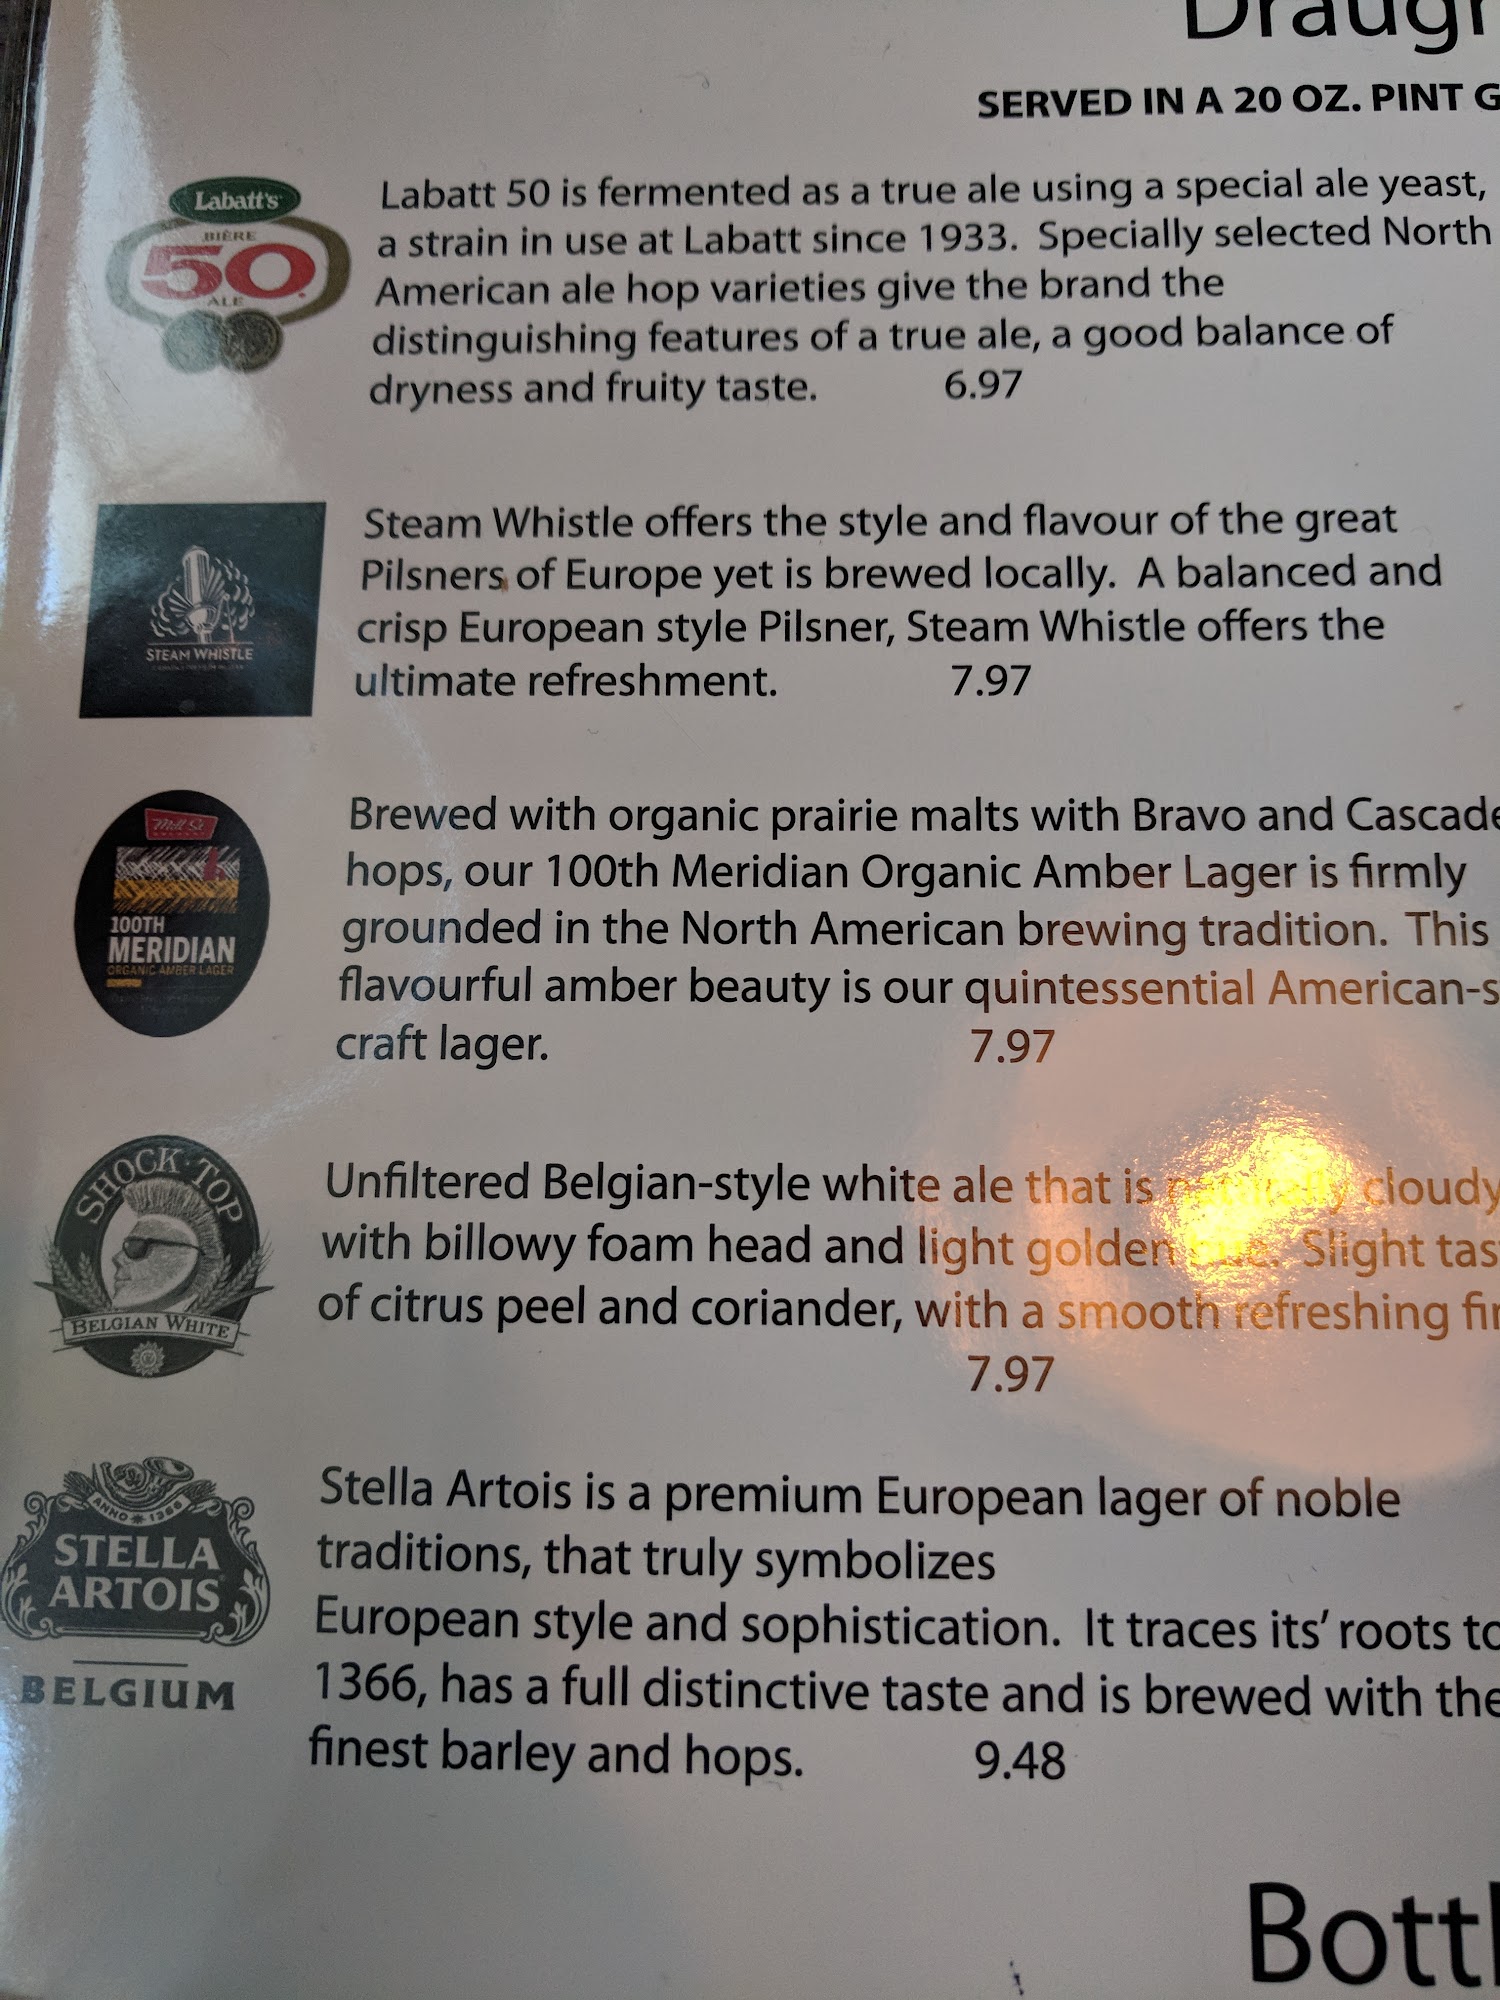 Draugh
SERVED IN A 20 OZ. PINT G
Labatt's
BIÈRE
50
ALE
Labatt 50 is fermented as a true ale using a special ale yeast,
a strain in use at Labatt since 1933. Specially selected North
American ale hop varieties give the brand the
distinguishing features of a true ale, a good balance of
dryness and fruity taste. 6.97
STEAM WHISTLE
Steam Whistle offers the style and flavour of the great
Pilsners of Europe yet is brewed locally. A balanced and
crisp European style Pilsner, Steam Whistle offers the
ultimate refreshment. 7.97
Mill St
100TH
MERIDIAN
ORGANIC AMBER LAGER
Brewed with organic prairie malts with Bravo and Cascade
hops, our 100th Meridian Organic Amber Lager is firmly
grounded in the North American brewing tradition. This
flavourful amber beauty is our quintessential American-s
craft lager. 7.97
SHOCK TOP
BELGIAN WHITE
Unfiltered Belgian-style white ale that is naturally cloudy
with billowy foam head and light golden hue. Slight tas
of citrus peel and coriander, with a smooth refreshing fin
7.97
ANNO 1366
STELLA
ARTOIS
BELGIUM
Stella Artois is a premium European lager of noble
traditions, that truly symbolizes
European style and sophistication. It traces its' roots to
1366, has a full distinctive taste and is brewed with the
finest barley and hops. 9.48
Bottl